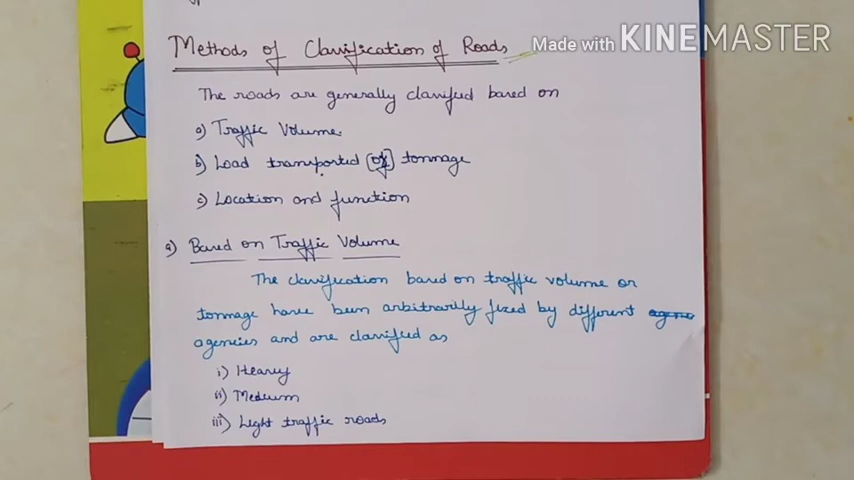 Methods of Classification of Roads
Made with KINEMASTER
The roads are generally classified based on
a) Traffic Volume.
b) Load transported [or] tonnage
c) Location and function
a) Based on Traffic Volume
The classification based on traffic volume or
tonnage have been arbitrarily fixed by different
agencies and are classified as
i) Heavy
ii) Medium
iii) Light traffic roads